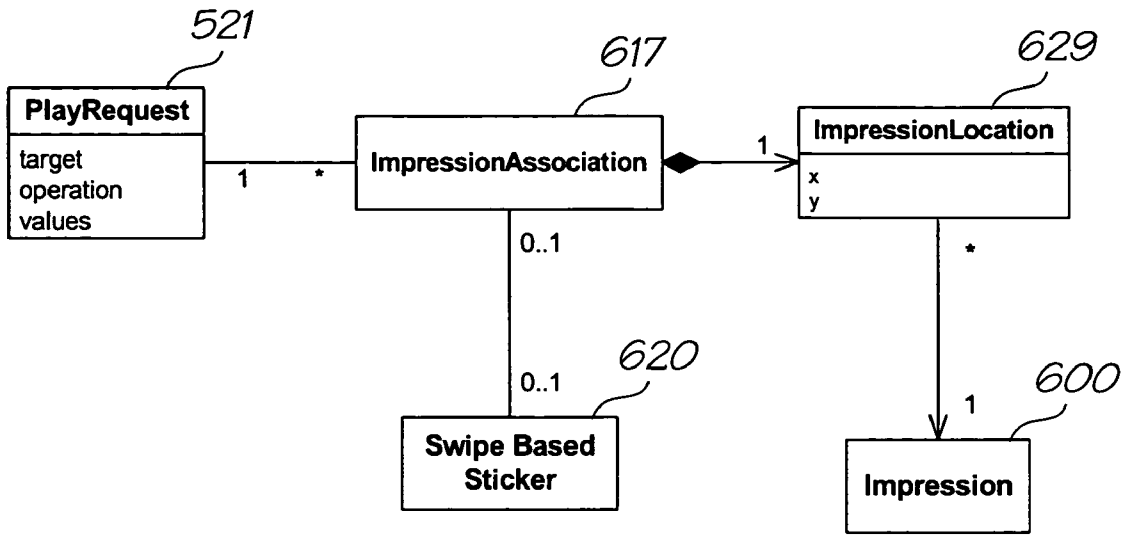 521
617
629
PlayRequest
target
operation
values
1
*
ImpressionAssociation
1
ImpressionLocation
x
y
0..1
*
0..1
620
Swipe Based
Sticker
1
600
Impression